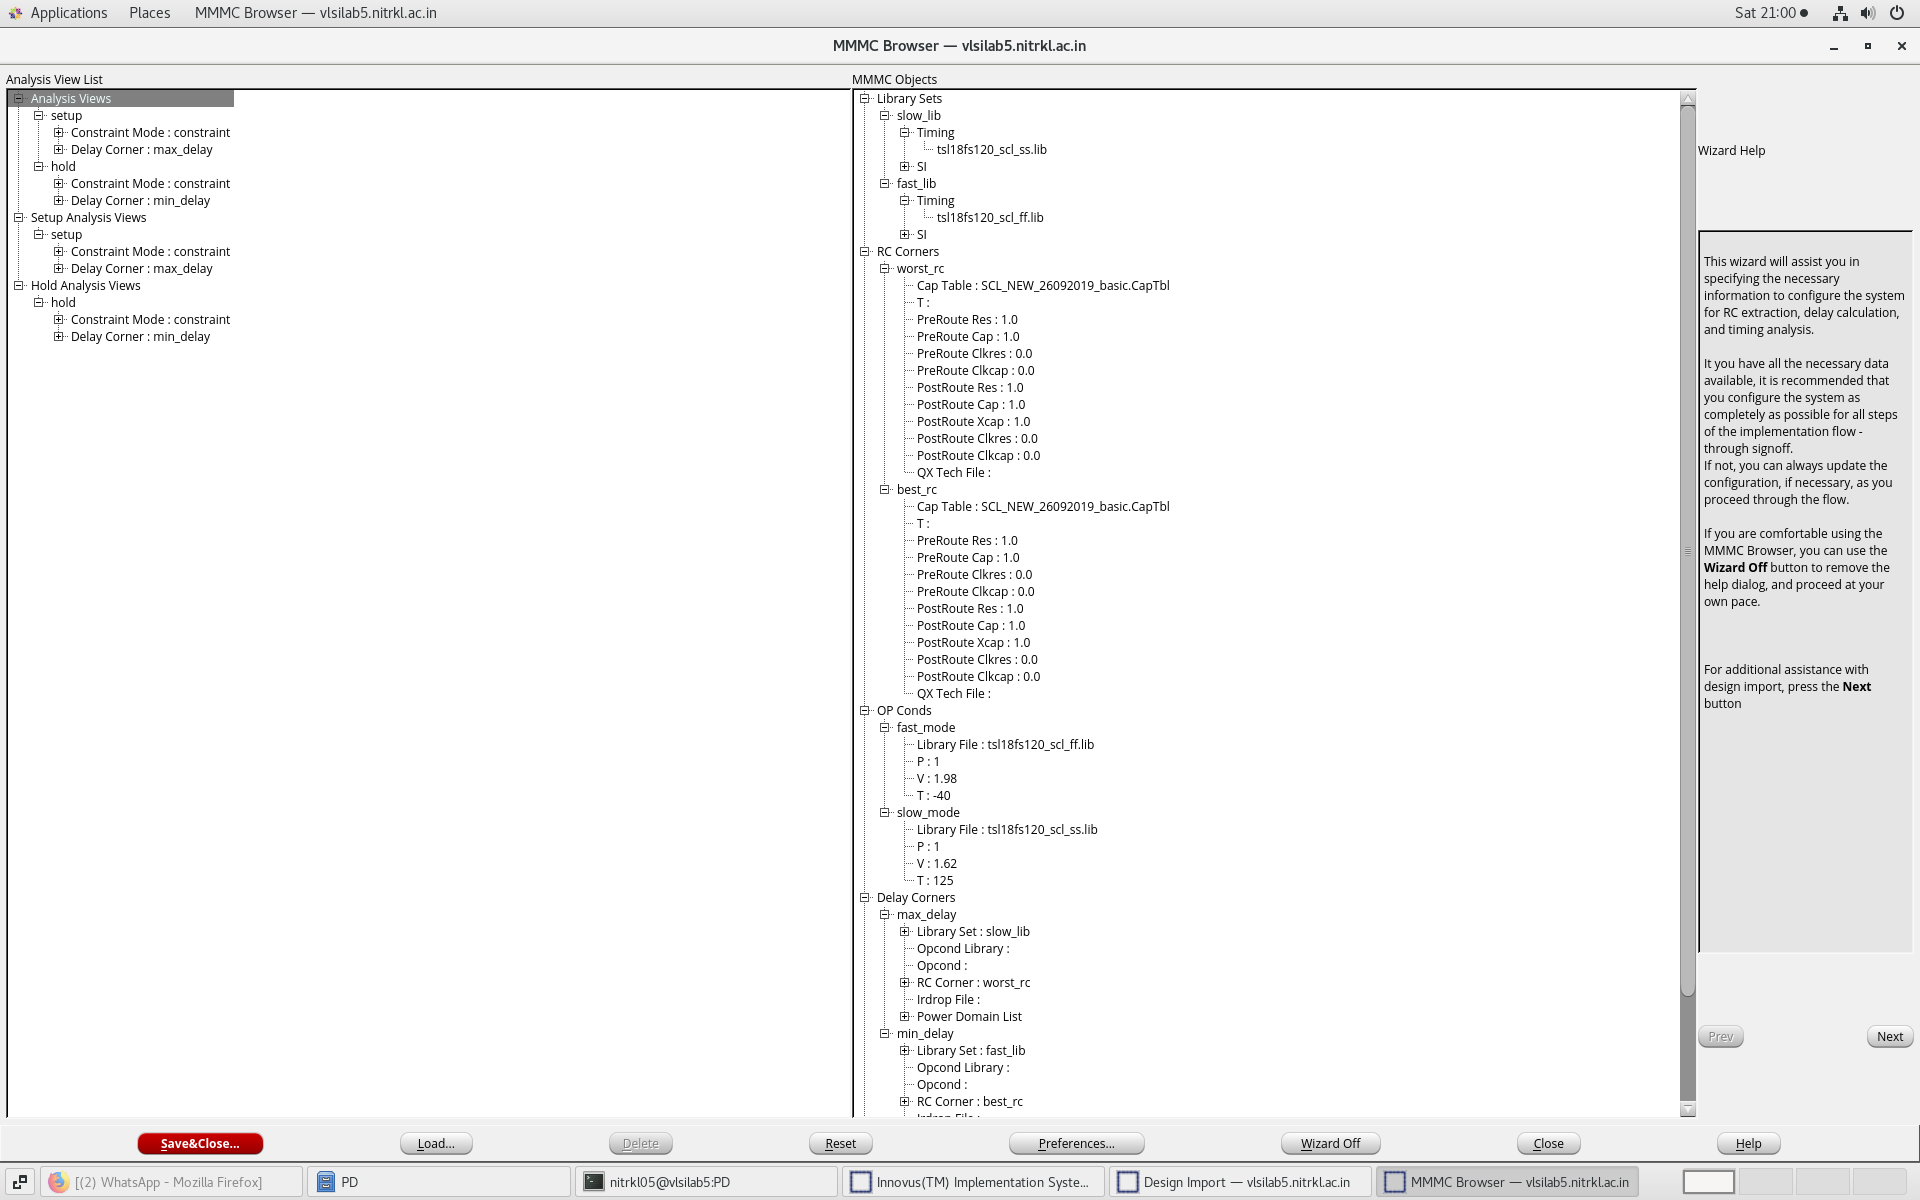 Applications Places MMMC Browser — vlsilab5.nitrkl.ac.in Sat 21:00
MMMC Browser — vlsilab5.nitrkl.ac.in
Analysis View List
Analysis Views
setup
Constraint Mode : constraint
Delay Corner : max_delay
hold
Constraint Mode : constraint
Delay Corner : min_delay
Setup Analysis Views
setup
Constraint Mode : constraint
Delay Corner : max_delay
Hold Analysis Views
hold
Constraint Mode : constraint
Delay Corner : min_delay
MMMC Objects
Library Sets
slow_lib
Timing
tsl18fs120_scl_ss.lib
SI
fast_lib
Timing
tsl18fs120_scl_ff.lib
SI
RC Corners
worst_rc
Cap Table : SCL_NEW_26092019_basic.CapTbl
T :
PreRoute Res : 1.0
PreRoute Cap : 1.0
PreRoute Clkres : 0.0
PreRoute Clkcap : 0.0
PostRoute Res : 1.0
PostRoute Cap : 1.0
PostRoute Xcap : 1.0
PostRoute Clkres : 0.0
PostRoute Clkcap : 0.0
QX Tech File :
best_rc
Cap Table : SCL_NEW_26092019_basic.CapTbl
T :
PreRoute Res : 1.0
PreRoute Cap : 1.0
PreRoute Clkres : 0.0
PreRoute Clkcap : 0.0
PostRoute Res : 1.0
PostRoute Cap : 1.0
PostRoute Xcap : 1.0
PostRoute Clkres : 0.0
PostRoute Clkcap : 0.0
QX Tech File :
OP Conds
fast_mode
Library File : tsl18fs120_scl_ff.lib
P : 1
V : 1.98
T : -40
slow_mode
Library File : tsl18fs120_scl_ss.lib
P : 1
V : 1.62
T : 125
Delay Corners
max_delay
Library Set : slow_lib
Opcond Library :
Opcond :
RC Corner : worst_rc
Irdrop File :
Power Domain List
min_delay
Library Set : fast_lib
Opcond Library :
Opcond :
RC Corner : best_rc
Wizard Help
This wizard will assist you in
specifying the necessary
information to configure the system
for RC extraction, delay calculation,
and timing analysis.
It you have all the necessary data
available, it is recommended that
you configure the system as
completely as possible for all steps
of the implementation flow -
through signoff.
If not, you can always update the
configuration, if necessary, as you
proceed through the flow.
If you are comfortable using the
MMMC Browser, you can use the
Wizard Off button to remove the
help dialog, and proceed at your
own pace.
For additional assistance with
design import, press the Next
button
Prev Next
Save&Close... Load... Delete Reset Preferences... Wizard Off Close Help
[(2) WhatsApp - Mozilla Firefox] PD nitrkl05@vlsilab5:PD Innovus(TM) Implementation Syste... Design Import — vlsilab5.nitrkl.ac.in MMMC Browser — vlsilab5.nitrkl.ac.in